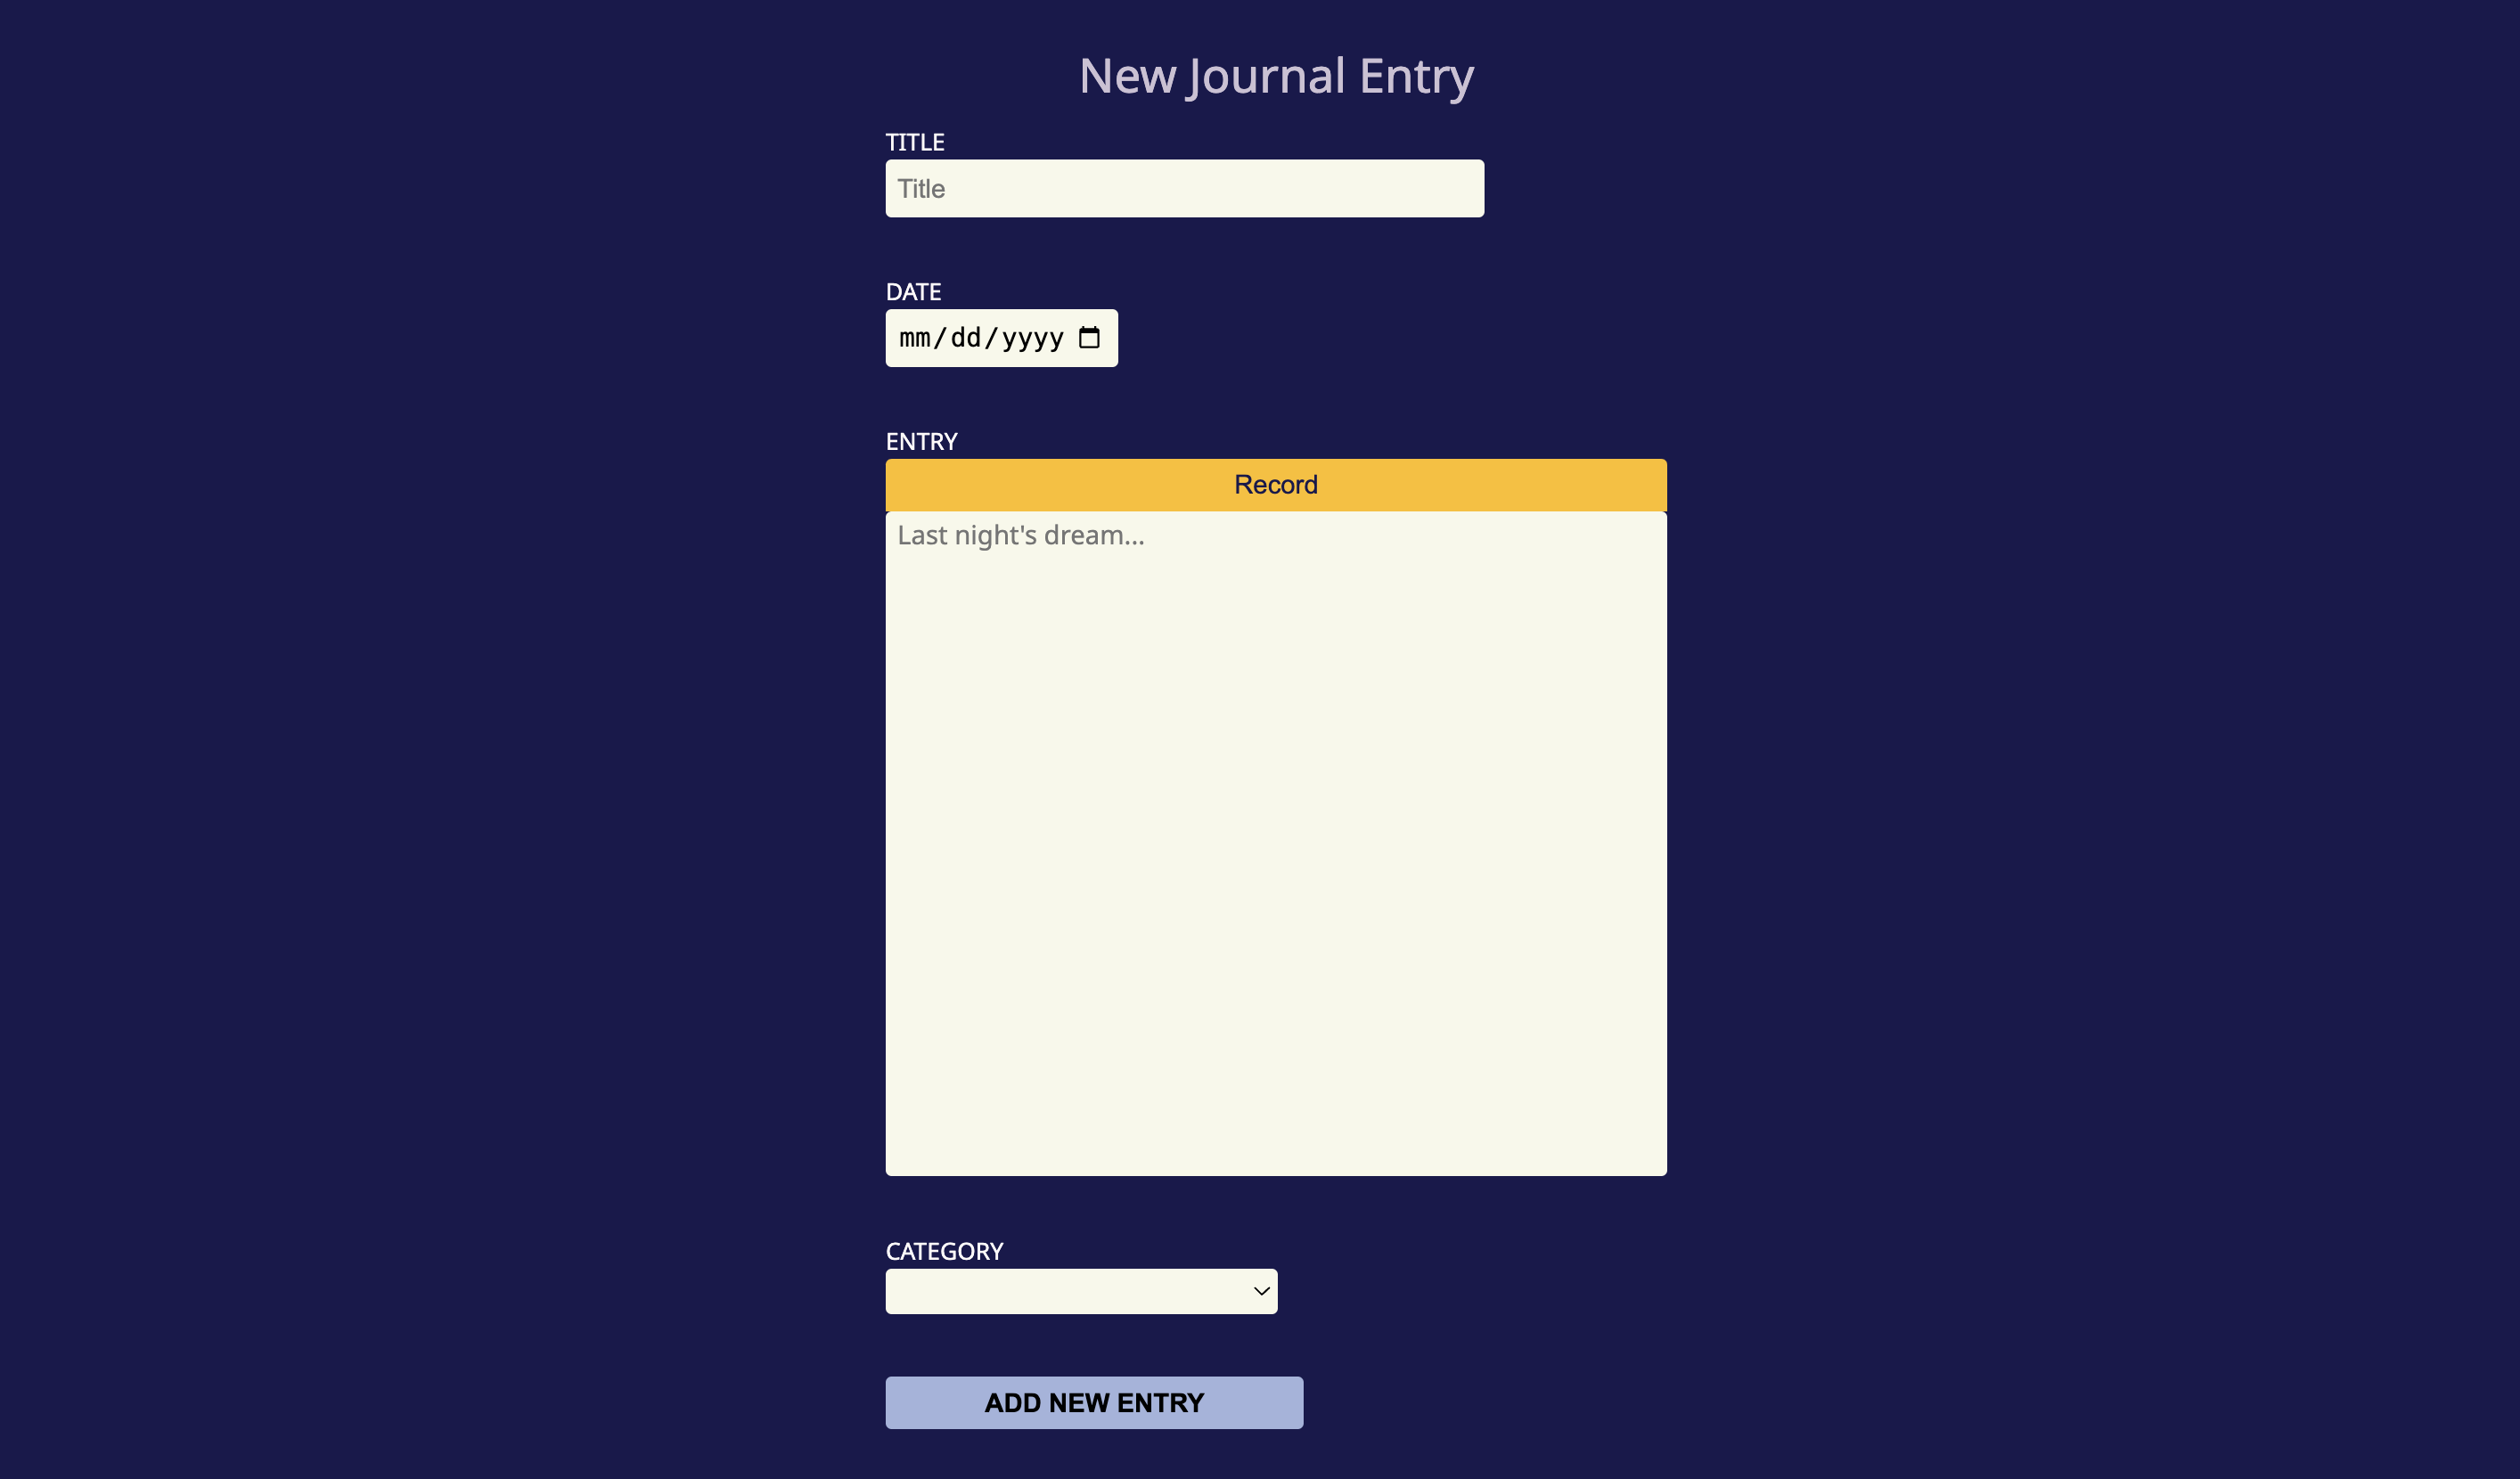 New Journal Entry
TITLE
Title
DATE
mm/dd/yyyy
ENTRY
Record
Last night's dream...
CATEGORY
ADD NEW ENTRY